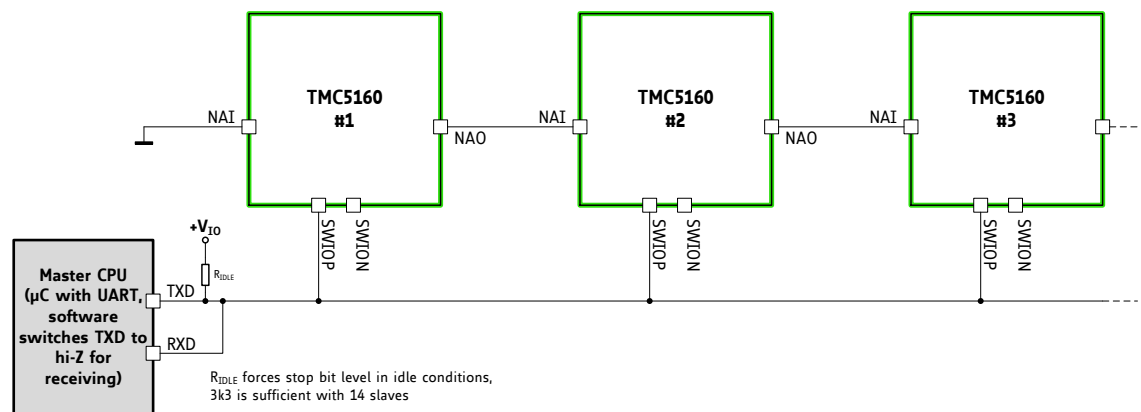 TMC5160
#1
TMC5160
#2
TMC5160
#3
NAI
NAO
NAI
NAO
NAI
SWIOP
SWION
SWIOP
SWION
SWIOP
SWION
+VIO
RIDLE
Master CPU
(µC with UART,
software
switches TXD to
hi-Z for
receiving)
TXD
RXD
RIDLE forces stop bit level in idle conditions,
3k3 is sufficient with 14 slaves